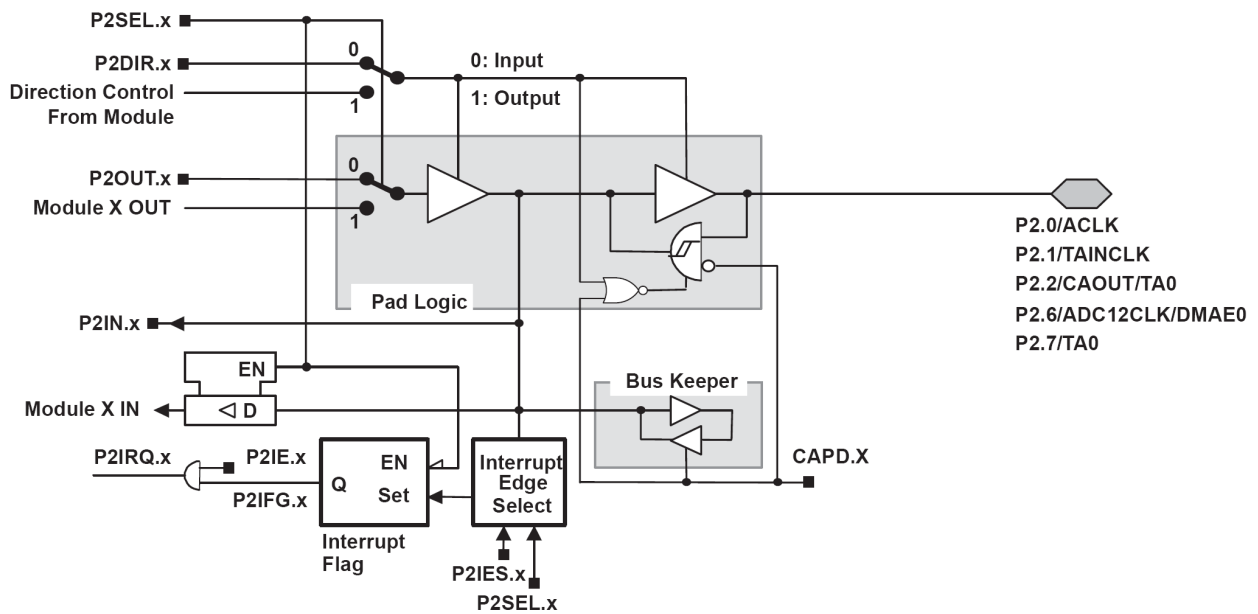 P2SEL.x
P2DIR.x
0
0: Input
Direction Control
From Module
1
1: Output
P2OUT.x
0
Module X OUT
1
Pad Logic
P2.0/ACLK
P2.1/TAINCLK
P2.2/CAOUT/TA0
P2.6/ADC12CLK/DMAE0
P2.7/TA0
P2IN.x
EN
D
Module X IN
Bus Keeper
P2IRQ.x
P2IE.x
P2IFG.x
EN
Q
Set
Interrupt
Flag
Interrupt
Edge
Select
CAPD.X
P2IES.x
P2SEL.x